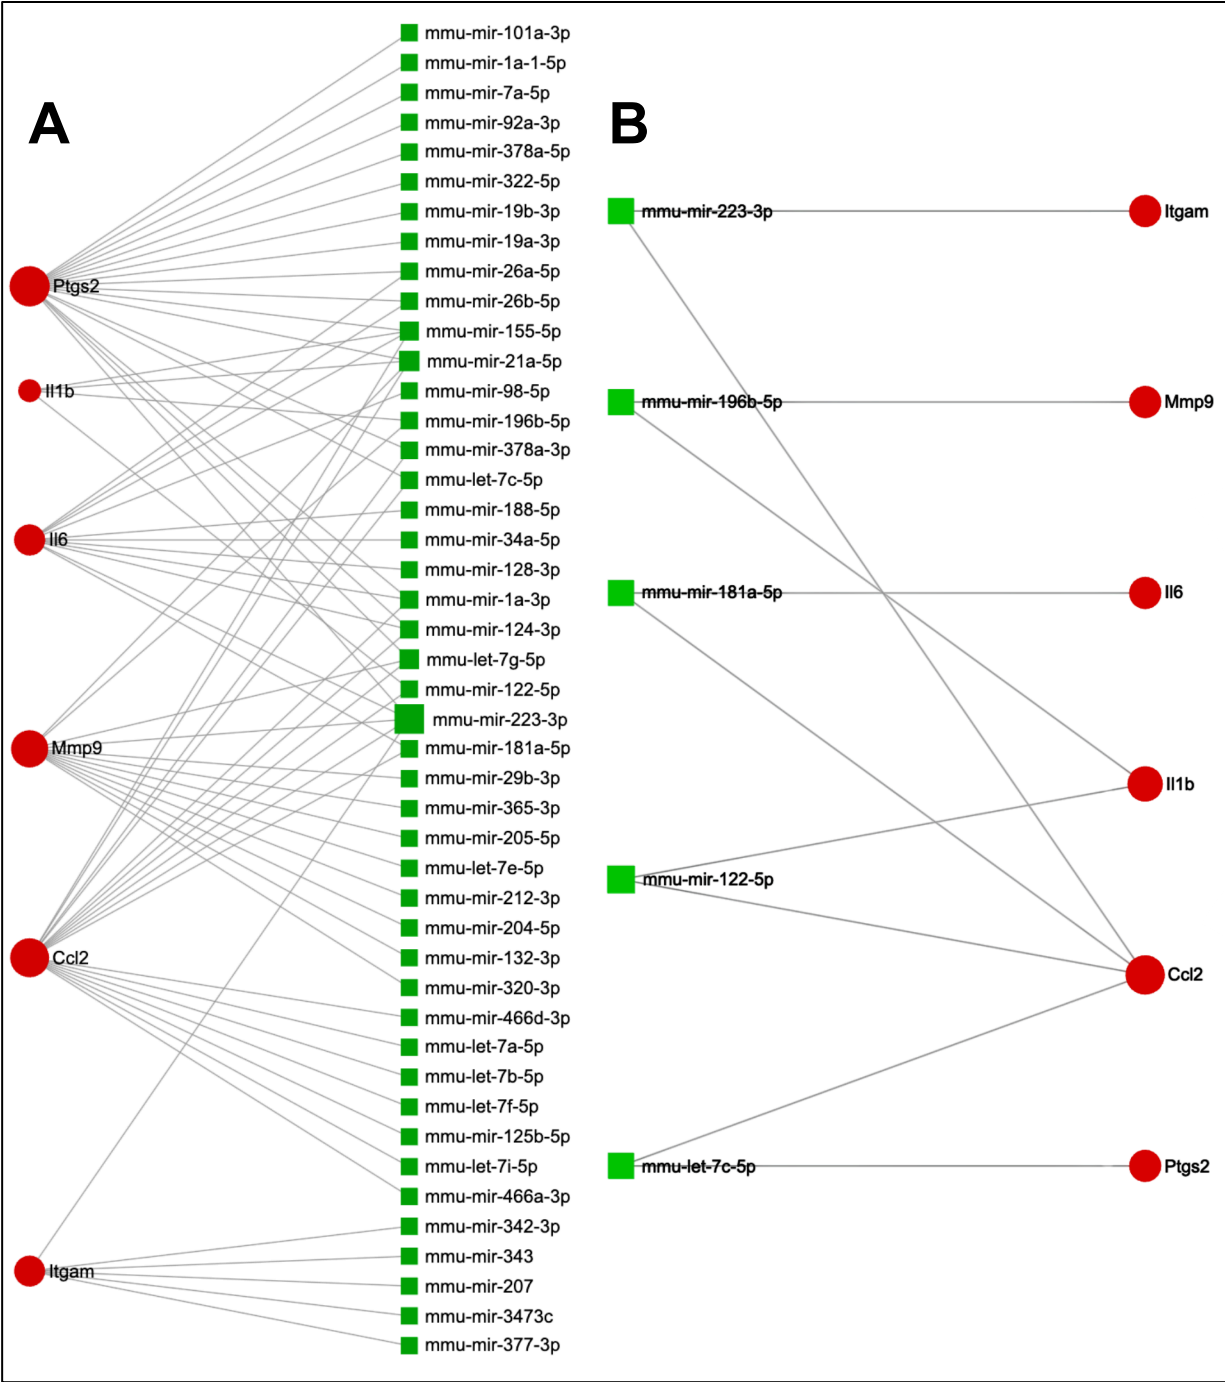 A
Ptgs2
Il1b
Il6
Mmp9
Ccl2
Itgam
mmu-mir-101a-3p
mmu-mir-1a-1-5p
mmu-mir-7a-5p
mmu-mir-92a-3p
mmu-mir-378a-5p
mmu-mir-322-5p
mmu-mir-19b-3p
mmu-mir-19a-3p
mmu-mir-26a-5p
mmu-mir-26b-5p
mmu-mir-155-5p
mmu-mir-21a-5p
mmu-mir-98-5p
mmu-mir-196b-5p
mmu-mir-378a-3p
mmu-let-7c-5p
mmu-mir-188-5p
mmu-mir-34a-5p
mmu-mir-128-3p
mmu-mir-1a-3p
mmu-mir-124-3p
mmu-let-7g-5p
mmu-mir-122-5p
mmu-mir-223-3p
mmu-mir-181a-5p
mmu-mir-29b-3p
mmu-mir-365-3p
mmu-mir-205-5p
mmu-let-7e-5p
mmu-mir-212-3p
mmu-mir-204-5p
mmu-mir-132-3p
mmu-mir-320-3p
mmu-mir-466d-3p
mmu-let-7a-5p
mmu-let-7b-5p
mmu-let-7f-5p
mmu-mir-125b-5p
mmu-let-7i-5p
mmu-mir-466a-3p
mmu-mir-342-3p
mmu-mir-343
mmu-mir-207
mmu-mir-3473c
mmu-mir-377-3p
B
mmu-mir-223-3p
mmu-mir-196b-5p
mmu-mir-181a-5p
mmu-mir-122-5p
mmu-let-7c-5p
Itgam
Mmp9
Il6
Il1b
Ccl2
Ptgs2